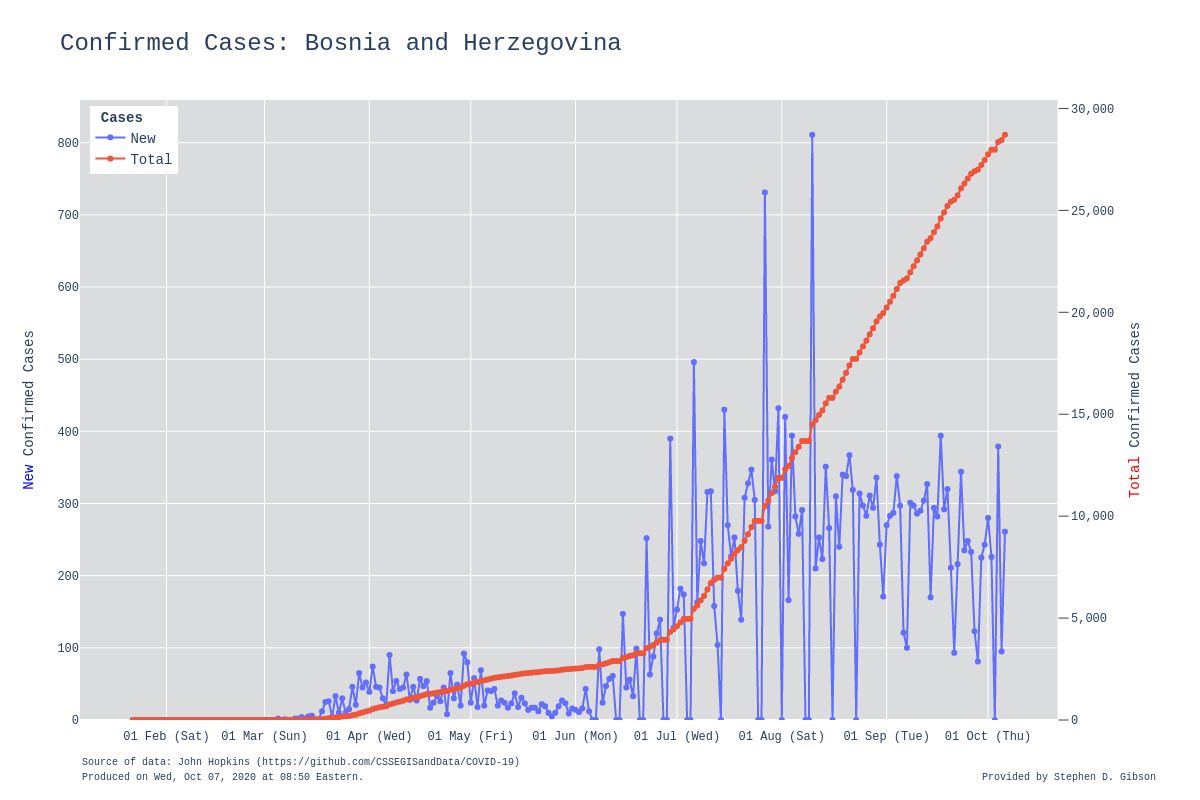 Confirmed Cases: Bosnia and Herzegovina
Cases
New
Total
800
700
600
500
400
300
200
100
0
New Confirmed Cases
30,000
25,000
20,000
15,000
10,000
5,000
0
Total Confirmed Cases
01 Feb (Sat) 01 Mar (Sun) 01 Apr (Wed) 01 May (Fri) 01 Jun (Mon) 01 Jul (Wed) 01 Aug (Sat) 01 Sep (Tue) 01 Oct (Thu)
Source of data: John Hopkins (https://github.com/CSSEGISandData/COVID-19)
Produced on Wed, Oct 07, 2020 at 08:50 Eastern.
Provided by Stephen D. Gibson